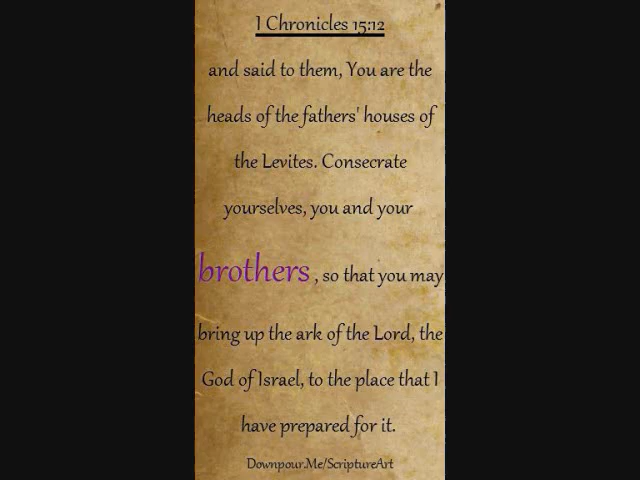 1 Chronicles 15:12
and said to them, You are the
heads of the fathers' houses of
the Levites. Consecrate
yourselves, you and your
brothers , so that you may
bring up the ark of the Lord, the
God of Israel, to the place that I
have prepared for it.
Downpour.Me/ScriptureArt